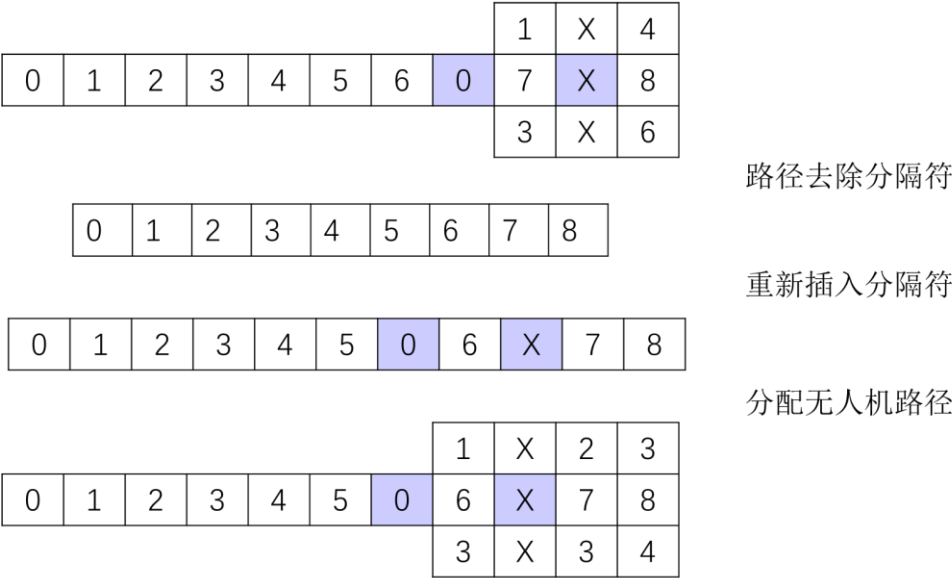 1 X 4
0 1 2 3 4 5 6 0 7 X 8
3 X 6
路径去除分隔符
0 1 2 3 4 5 6 7 8
重新插入分隔符
0 1 2 3 4 5 0 6 X 7 8
分配无人机路径
1 X 2 3
0 1 2 3 4 5 0 6 X 7 8
3 X 3 4